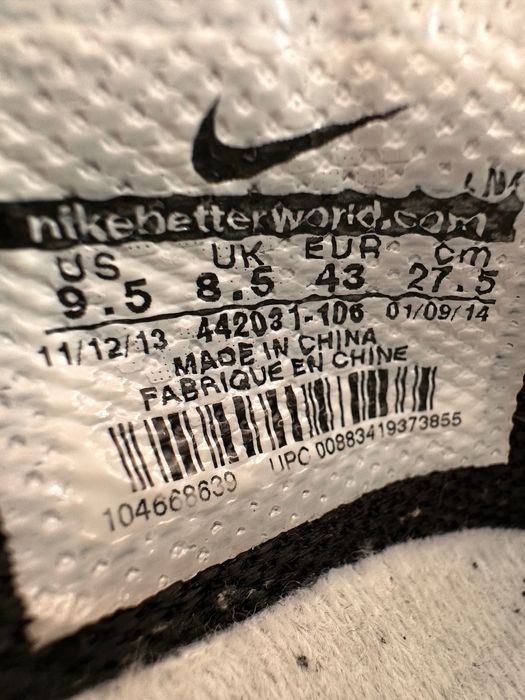 nikebetterworld.com
US UK EUR cm
9.5 8.5 43 27.5
11/12/13 442031-106 01/09/14
MADE IN CHINA
FABRIQUE EN CHINE
104668639 UPC 00883419373855